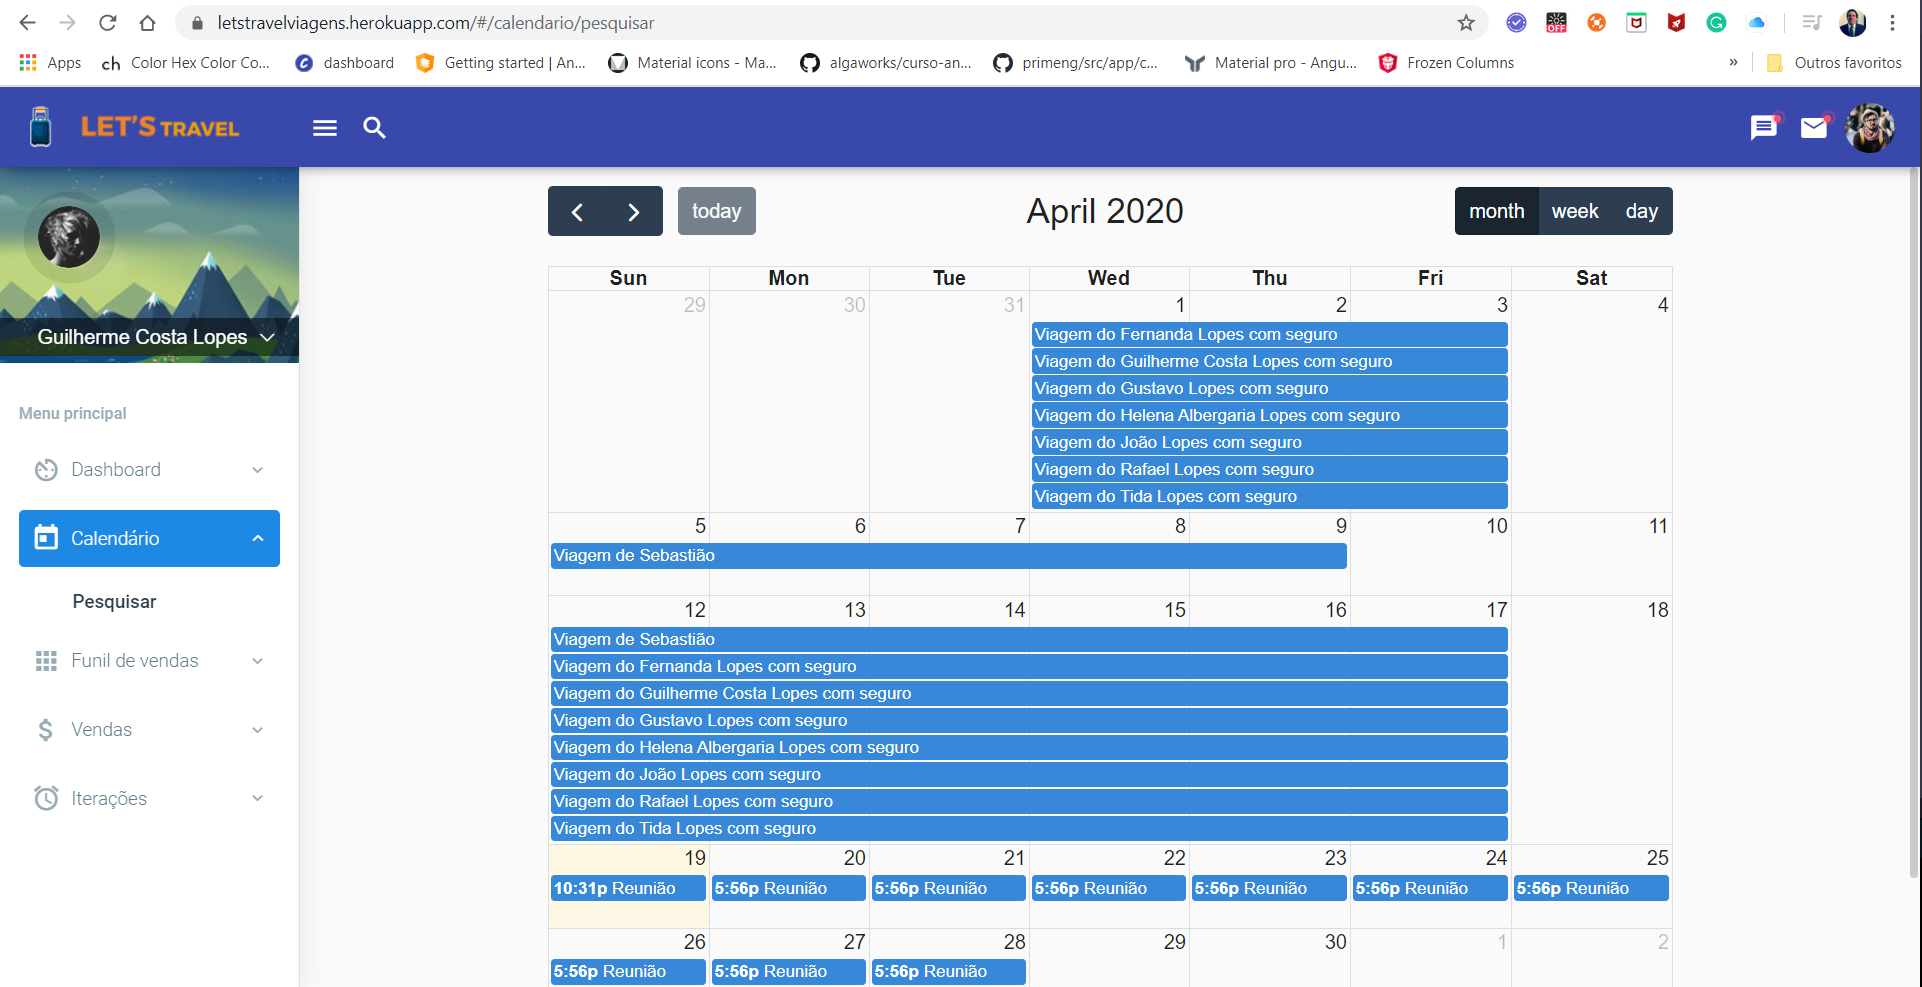 letstravelviagens.herokuapp.com/#/calendario/pesquisar
OFF
Apps ch Color Hex Color Co... dashboard Getting started | An... Material icons - Ma... algaworks/curso-an... primeng/src/app/c... Material pro - Angu... Frozen Columns » Outros favoritos
LET'S TRAVEL
Guilherme Costa Lopes
Menu principal
Dashboard
Calendário
Pesquisar
Funil de vendas
Vendas
Iterações
today April 2020 month week day
Sun Mon Tue Wed Thu Fri Sat
29 30 31 1 2 3 4
Viagem do Fernanda Lopes com seguro
Viagem do Guilherme Costa Lopes com seguro
Viagem do Gustavo Lopes com seguro
Viagem do Helena Albergaria Lopes com seguro
Viagem do João Lopes com seguro
Viagem do Rafael Lopes com seguro
Viagem do Tida Lopes com seguro
5 6 7 8 9 10 11
Viagem de Sebastião
12 13 14 15 16 17 18
Viagem de Sebastião
Viagem do Fernanda Lopes com seguro
Viagem do Guilherme Costa Lopes com seguro
Viagem do Gustavo Lopes com seguro
Viagem do Helena Albergaria Lopes com seguro
Viagem do João Lopes com seguro
Viagem do Rafael Lopes com seguro
Viagem do Tida Lopes com seguro
19 20 21 22 23 24 25
10:31p Reunião 5:56p Reunião 5:56p Reunião 5:56p Reunião 5:56p Reunião 5:56p Reunião 5:56p Reunião
26 27 28 29 30 1 2
5:56p Reunião 5:56p Reunião 5:56p Reunião